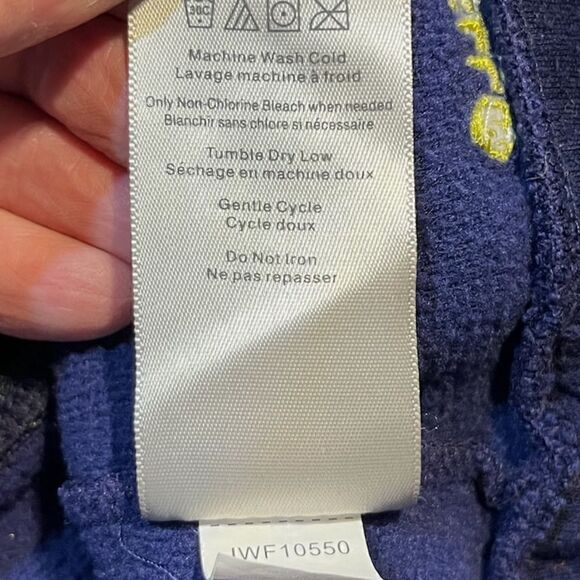 30C
Machine Wash Cold
Lavage machine à froid
Only Non-Chlorine Bleach when needed
Blanchir sans chlore si nécessaire
Tumble Dry Low
Séchage en machine doux
Gentle Cycle
Cycle doux
Do Not Iron
Ne pas repasser
IWF10550